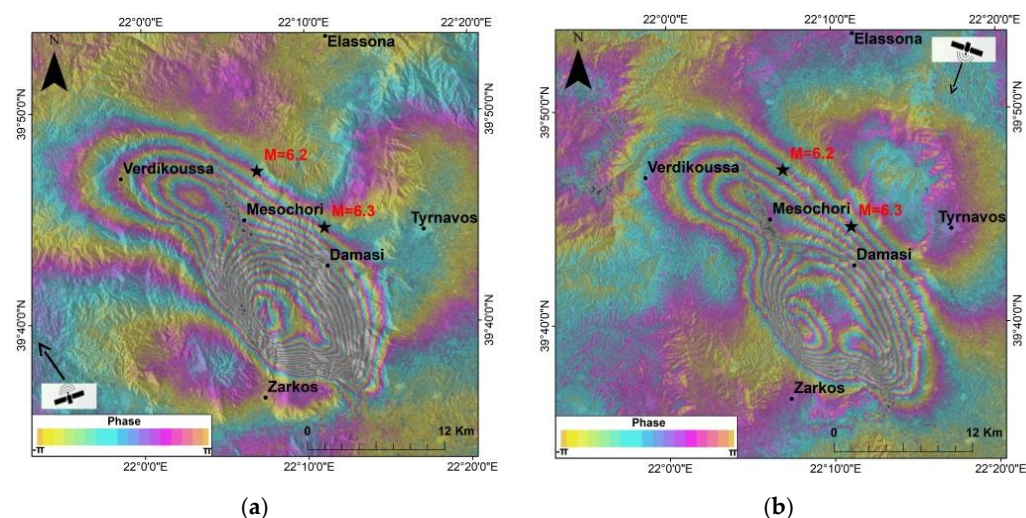 (a)
22°0'0"E 22°10'0"E 22°20'0"E
N
Elassona
39°50'0"N 39°50'0"N
M=6.2
Verdikoussa
Mesochori M=6.3
Tyrnavos
Damasi
39°40'0"N 39°40'0"N
Zarkos
Phase
-π π
0 12 Km
22°0'0"E 22°10'0"E 22°20'0"E
(a)
(b)
22°0'0"E 22°10'0"E 22°20'0"E
N
Elassona
39°50'0"N 39°50'0"N
M=6.2
Verdikoussa
Mesochori M=6.3
Tyrnavos
Damasi
39°40'0"N 39°40'0"N
Zarkos
Phase
-π π
0 12 Km
22°0'0"E 22°10'0"E 22°20'0"E
(b)